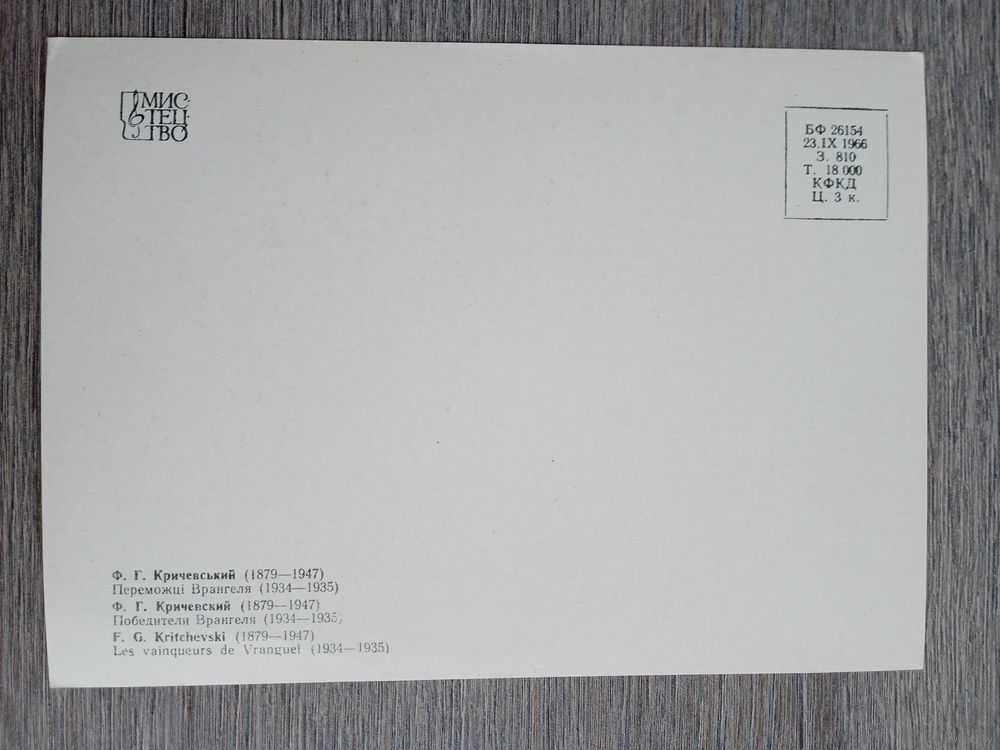 МИС
ТЕЦ
ТВО
БФ 26154
23.IX 1966
З. 810
Т. 18 000
КФКД
Ц. 3 к.
Ф. Г. Кричевський (1879—1947)
Переможці Врангеля (1934—1935)
Ф. Г. Кричевский (1879—1947)
Победители Врангеля (1934—1935)
F. G. Kritchevski (1879—1947)
Les vainqueurs de Vranguel (1934—1935)